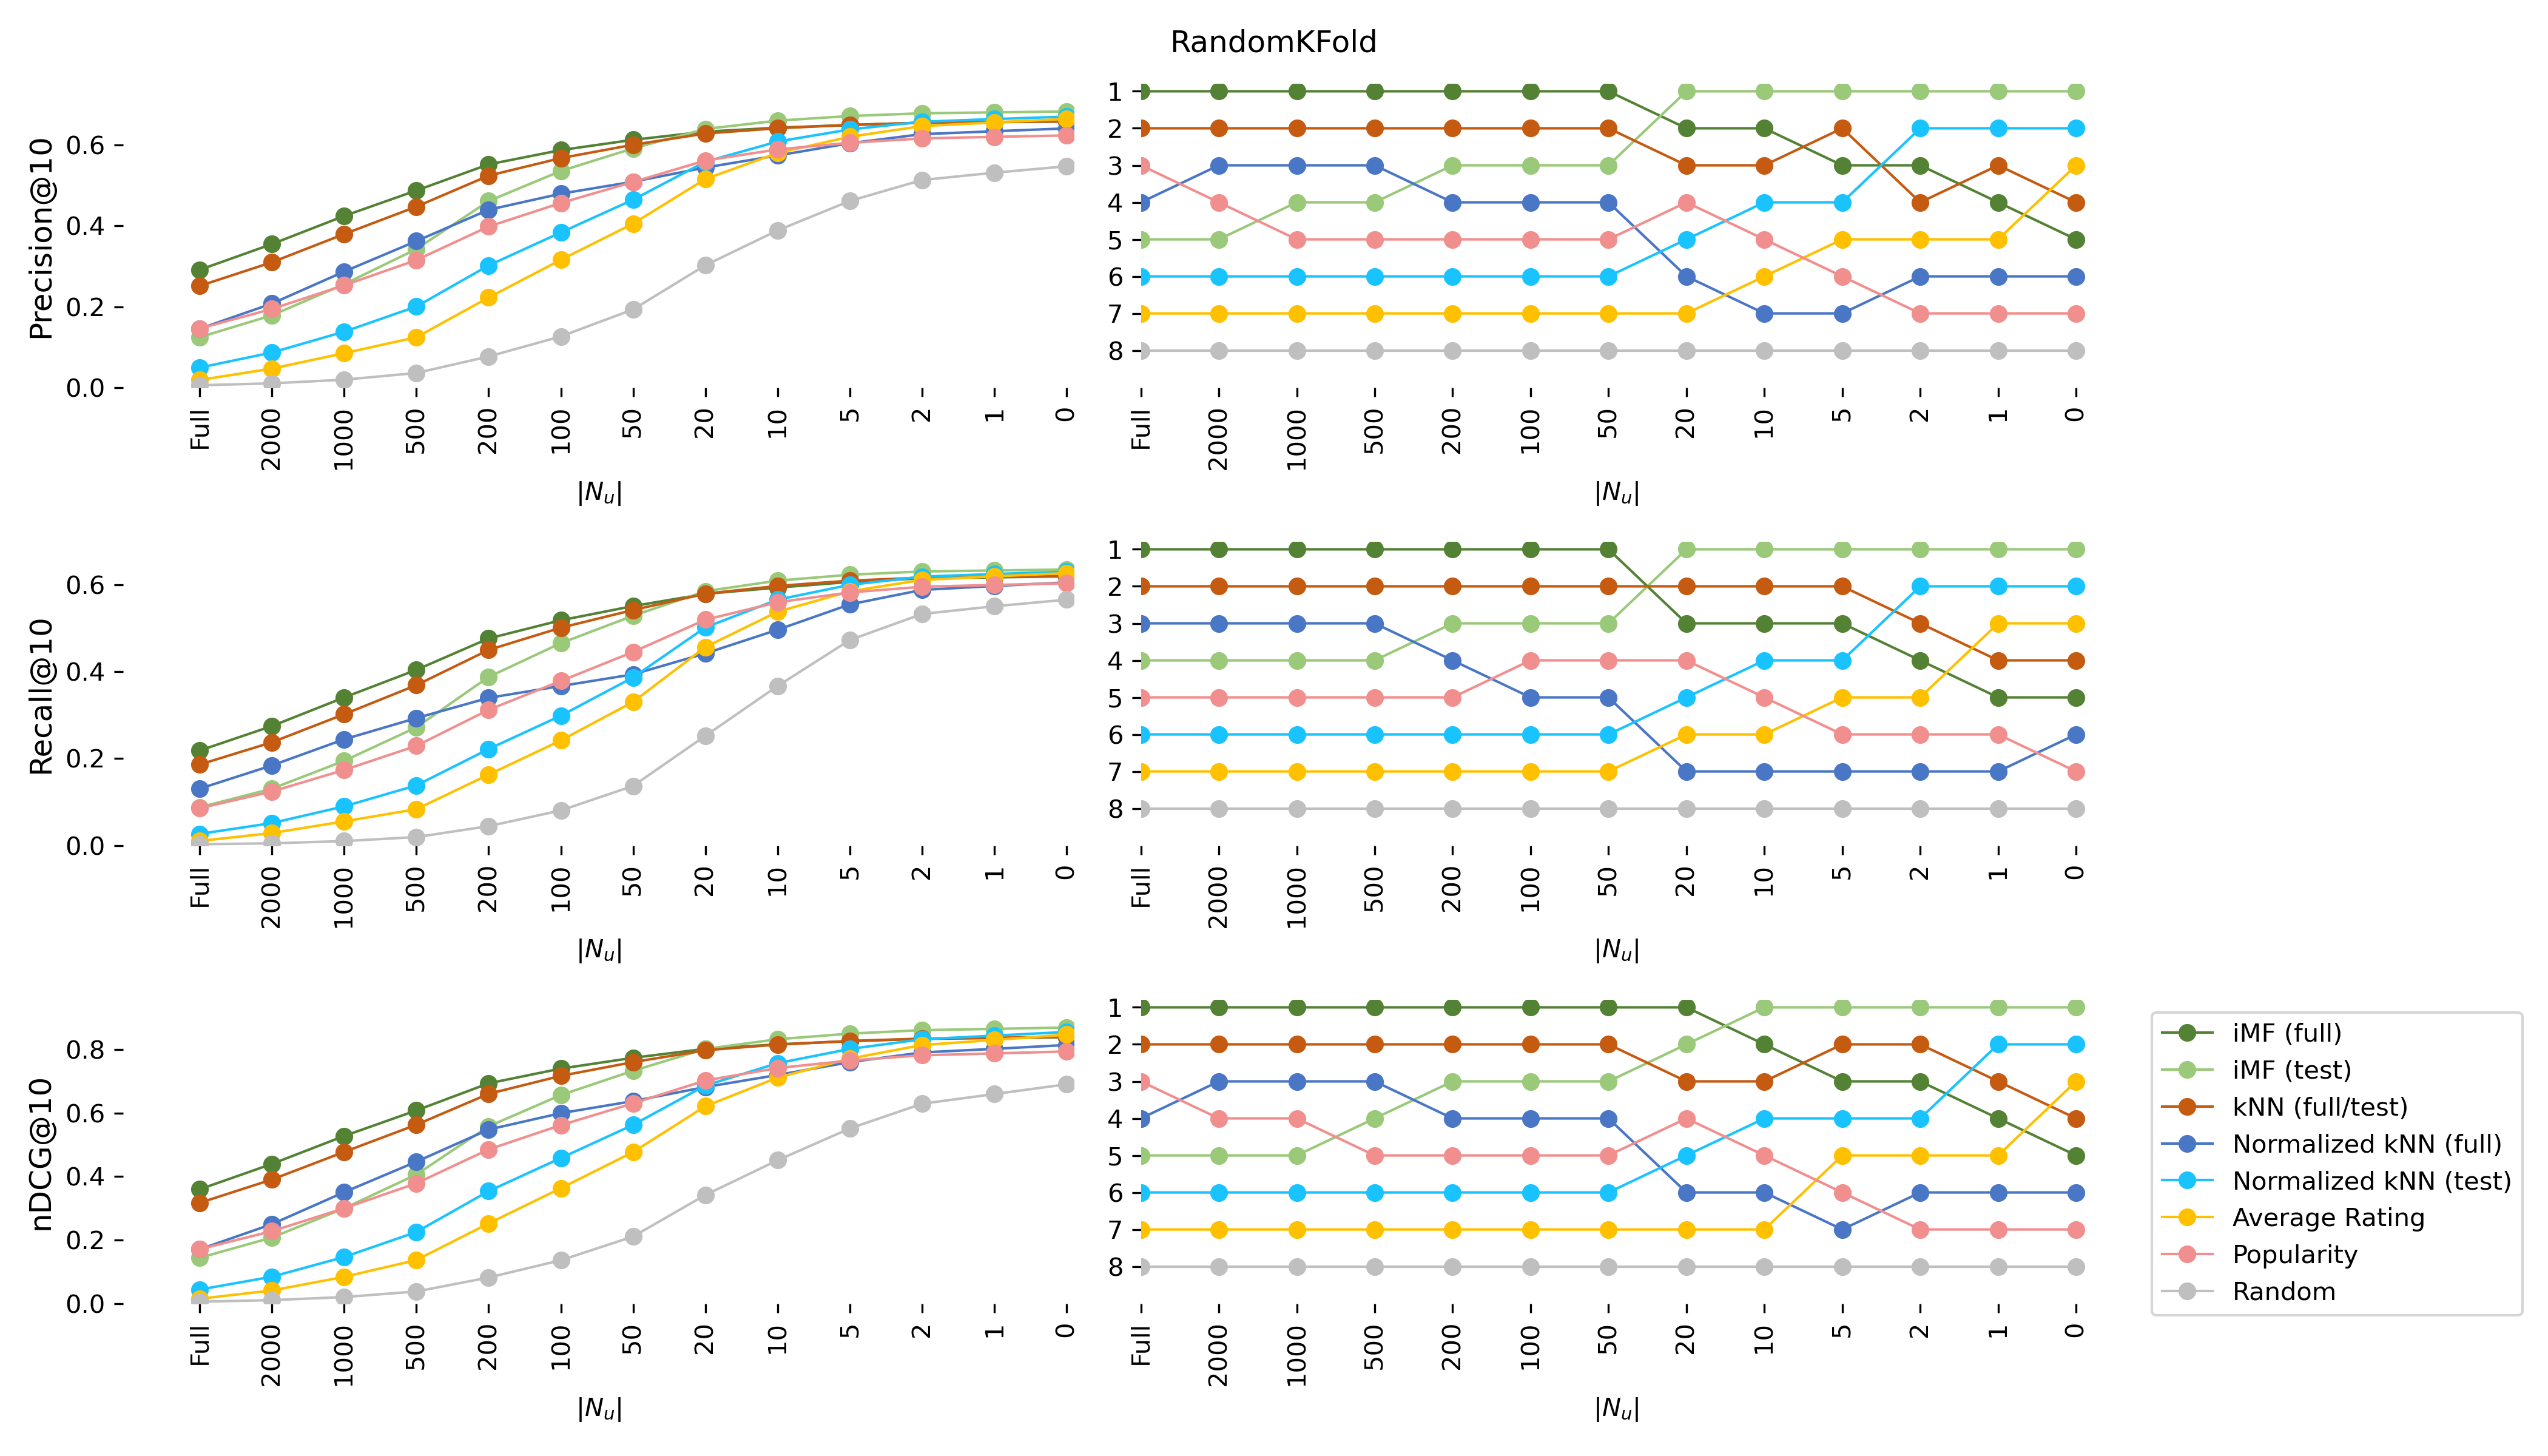 RandomKFold
Precision@10
0.6
0.4
0.2
0.0
Full 2000 1000 500 200 100 50 20 10 5 2 1 0
|Nu|
1
2
3
4
5
6
7
8
Full 2000 1000 500 200 100 50 20 10 5 2 1 0
|Nu|
Recall@10
0.6
0.4
0.2
0.0
Full 2000 1000 500 200 100 50 20 10 5 2 1 0
|Nu|
1
2
3
4
5
6
7
8
Full 2000 1000 500 200 100 50 20 10 5 2 1 0
|Nu|
nDCG@10
0.8
0.6
0.4
0.2
0.0
Full 2000 1000 500 200 100 50 20 10 5 2 1 0
|Nu|
1
2
3
4
5
6
7
8
Full 2000 1000 500 200 100 50 20 10 5 2 1 0
|Nu|
iMF (full)
iMF (test)
kNN (full/test)
Normalized kNN (full)
Normalized kNN (test)
Average Rating
Popularity
Random